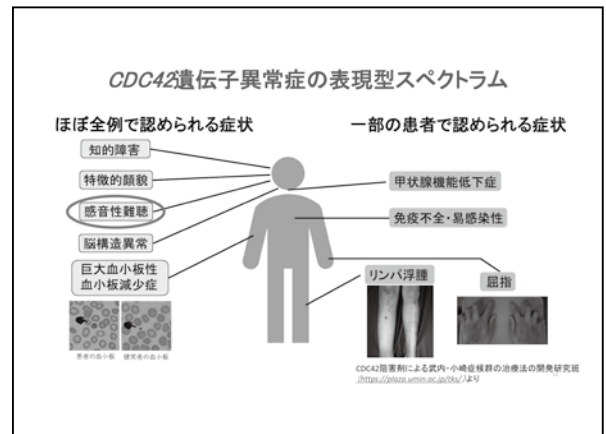 CDC42遺伝子異常症の表現型スペクトラム
ほぼ全例で認められる症状
知的障害
特徴的顔貌
感音性難聴
脳構造異常
巨大血小板性
血小板減少症
患者の血小板
健常者の血小板
一部の患者で認められる症状
甲状腺機能低下症
免疫不全・易感染性
リンパ浮腫
屈指
CDC42阻害剤による武内・小崎症候群の治療法の開発研究班
(https://plaza.umin.ac.jp/tks/)より